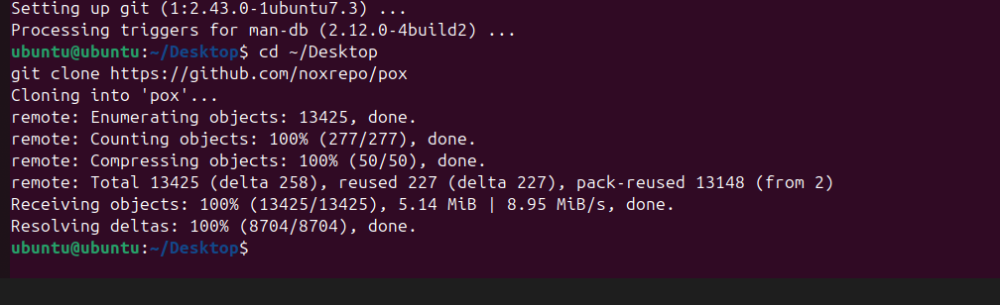 Setting up git (1:2.43.0-1ubuntu7.3) ...
Processing triggers for man-db (2.12.0-4build2) ...
ubuntu@ubuntu:~/Desktop$ cd ~/Desktop
git clone https://github.com/noxrepo/pox
Cloning into 'pox'...
remote: Enumerating objects: 13425, done.
remote: Counting objects: 100% (277/277), done.
remote: Compressing objects: 100% (50/50), done.
remote: Total 13425 (delta 258), reused 227 (delta 227), pack-reused 13148 (from 2)
Receiving objects: 100% (13425/13425), 5.14 MiB | 8.95 MiB/s, done.
Resolving deltas: 100% (8704/8704), done.
ubuntu@ubuntu:~/Desktop$